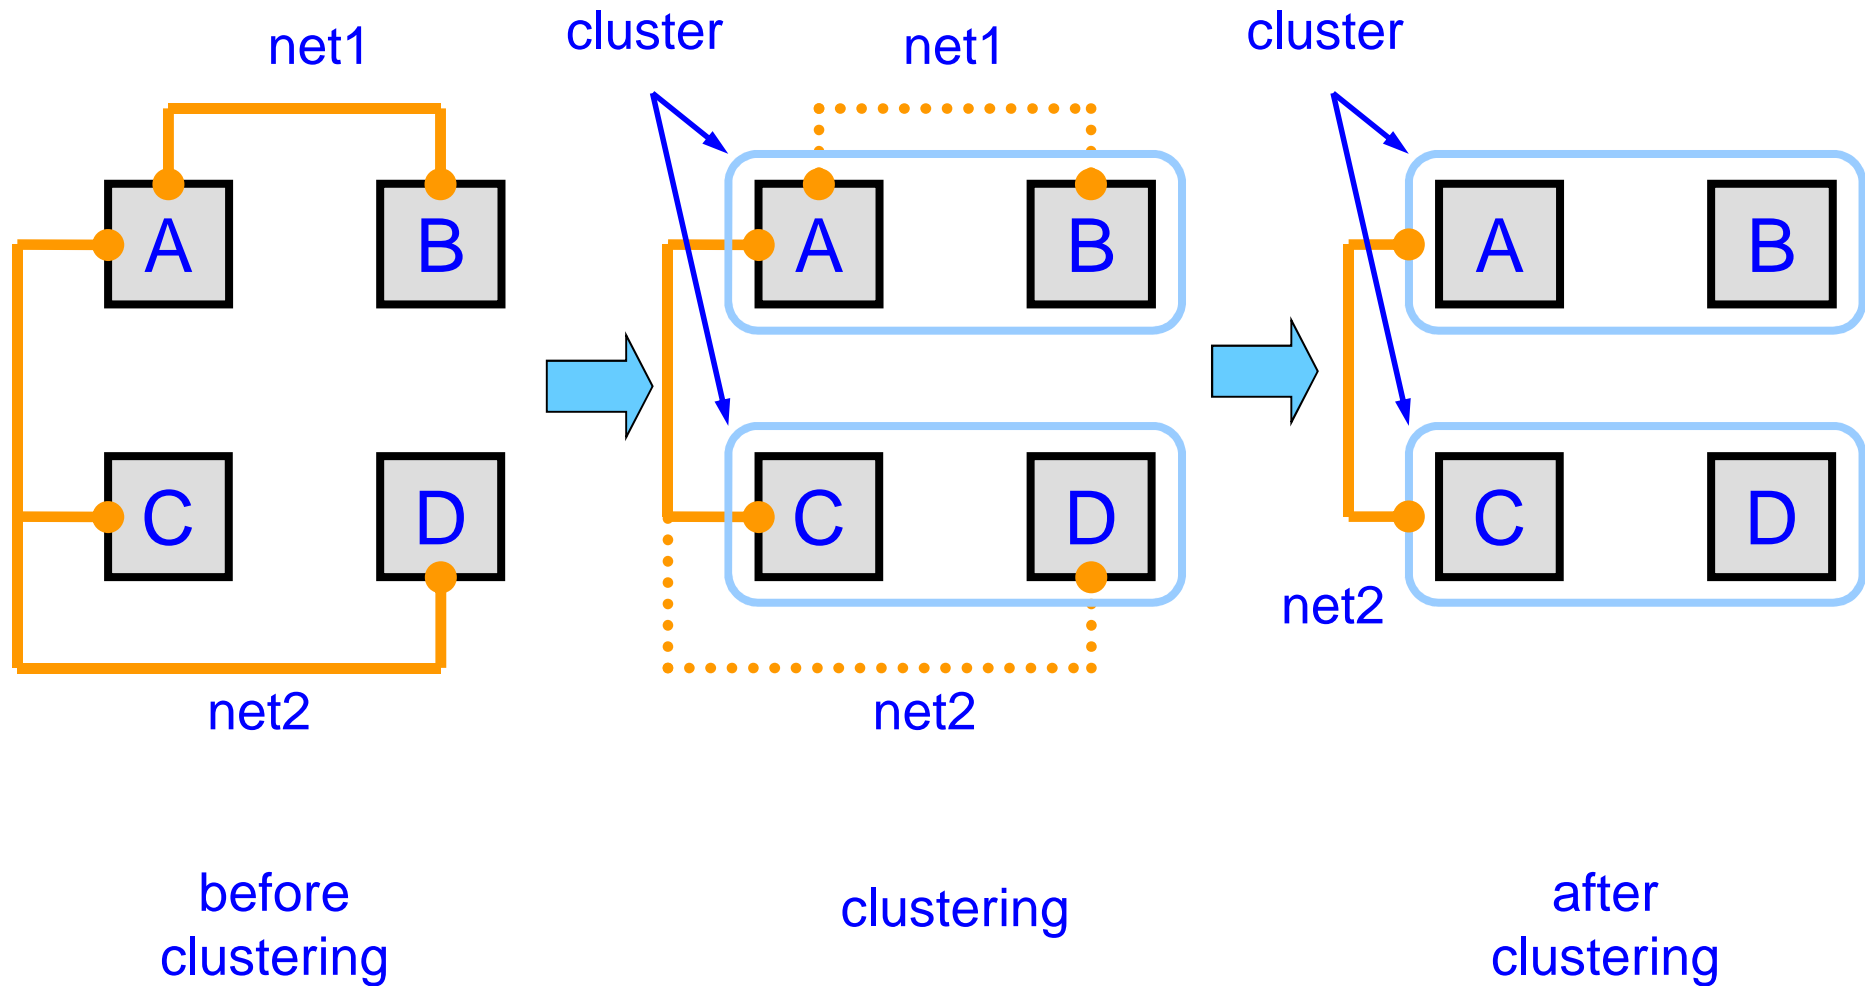 net1
A
B
C
D
net2
before
clustering
cluster
net1
A
B
C
D
net2
clustering
cluster
A
B
C
D
net2
after
clustering